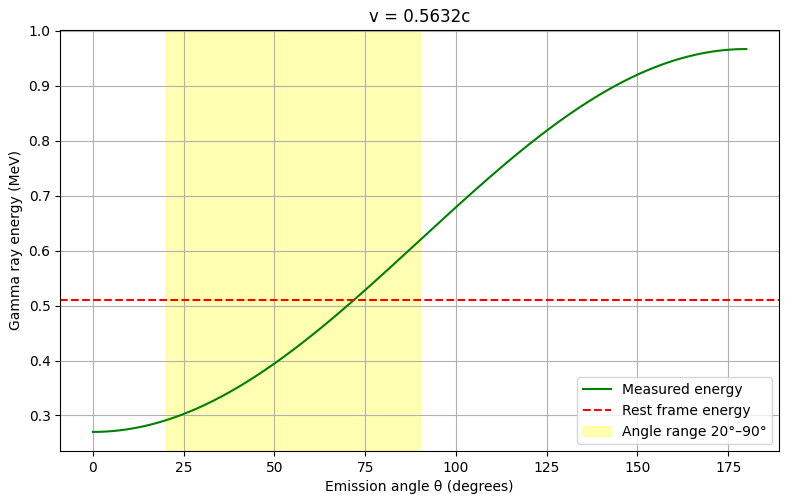 v = 0.5632c
Gamma ray energy (MeV)
1.0
0.9
0.8
0.7
0.6
0.5
0.4
0.3
0
25
50
75
100
125
150
175
Emission angle θ (degrees)
Measured energy
Rest frame energy
Angle range 20°–90°